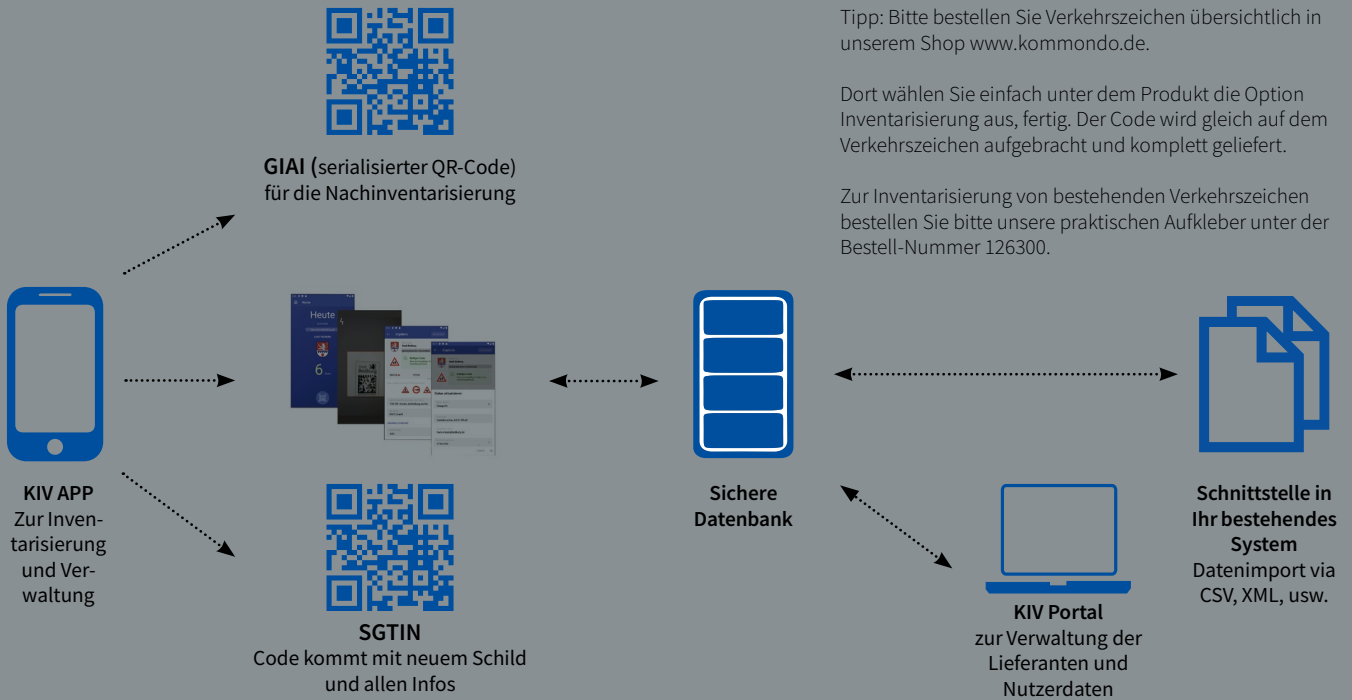 Tipp: Bitte bestellen Sie Verkehrszeichen übersichtlich in
unserem Shop www.kommondo.de.
Dort wählen Sie einfach unter dem Produkt die Option
Inventarisierung aus, fertig. Der Code wird gleich auf dem
Verkehrszeichen aufgebracht und komplett geliefert.
Zur Inventarisierung von bestehenden Verkehrszeichen
bestellen Sie bitte unsere praktischen Aufkleber unter der
Bestell-Nummer 126300.
GIAI (serialisierter QR-Code)
für die Nachinventarisierung
Heute
6
KIV APP
Zur Inven-
tarisierung
und Ver-
waltung
SGTIN
Code kommt mit neuem Schild
und allen Infos
Sichere
Datenbank
KIV Portal
zur Verwaltung der
Lieferanten und
Nutzerdaten
Schnittstelle in
Ihr bestehendes
System
Datenimport via
CSV, XML, usw.